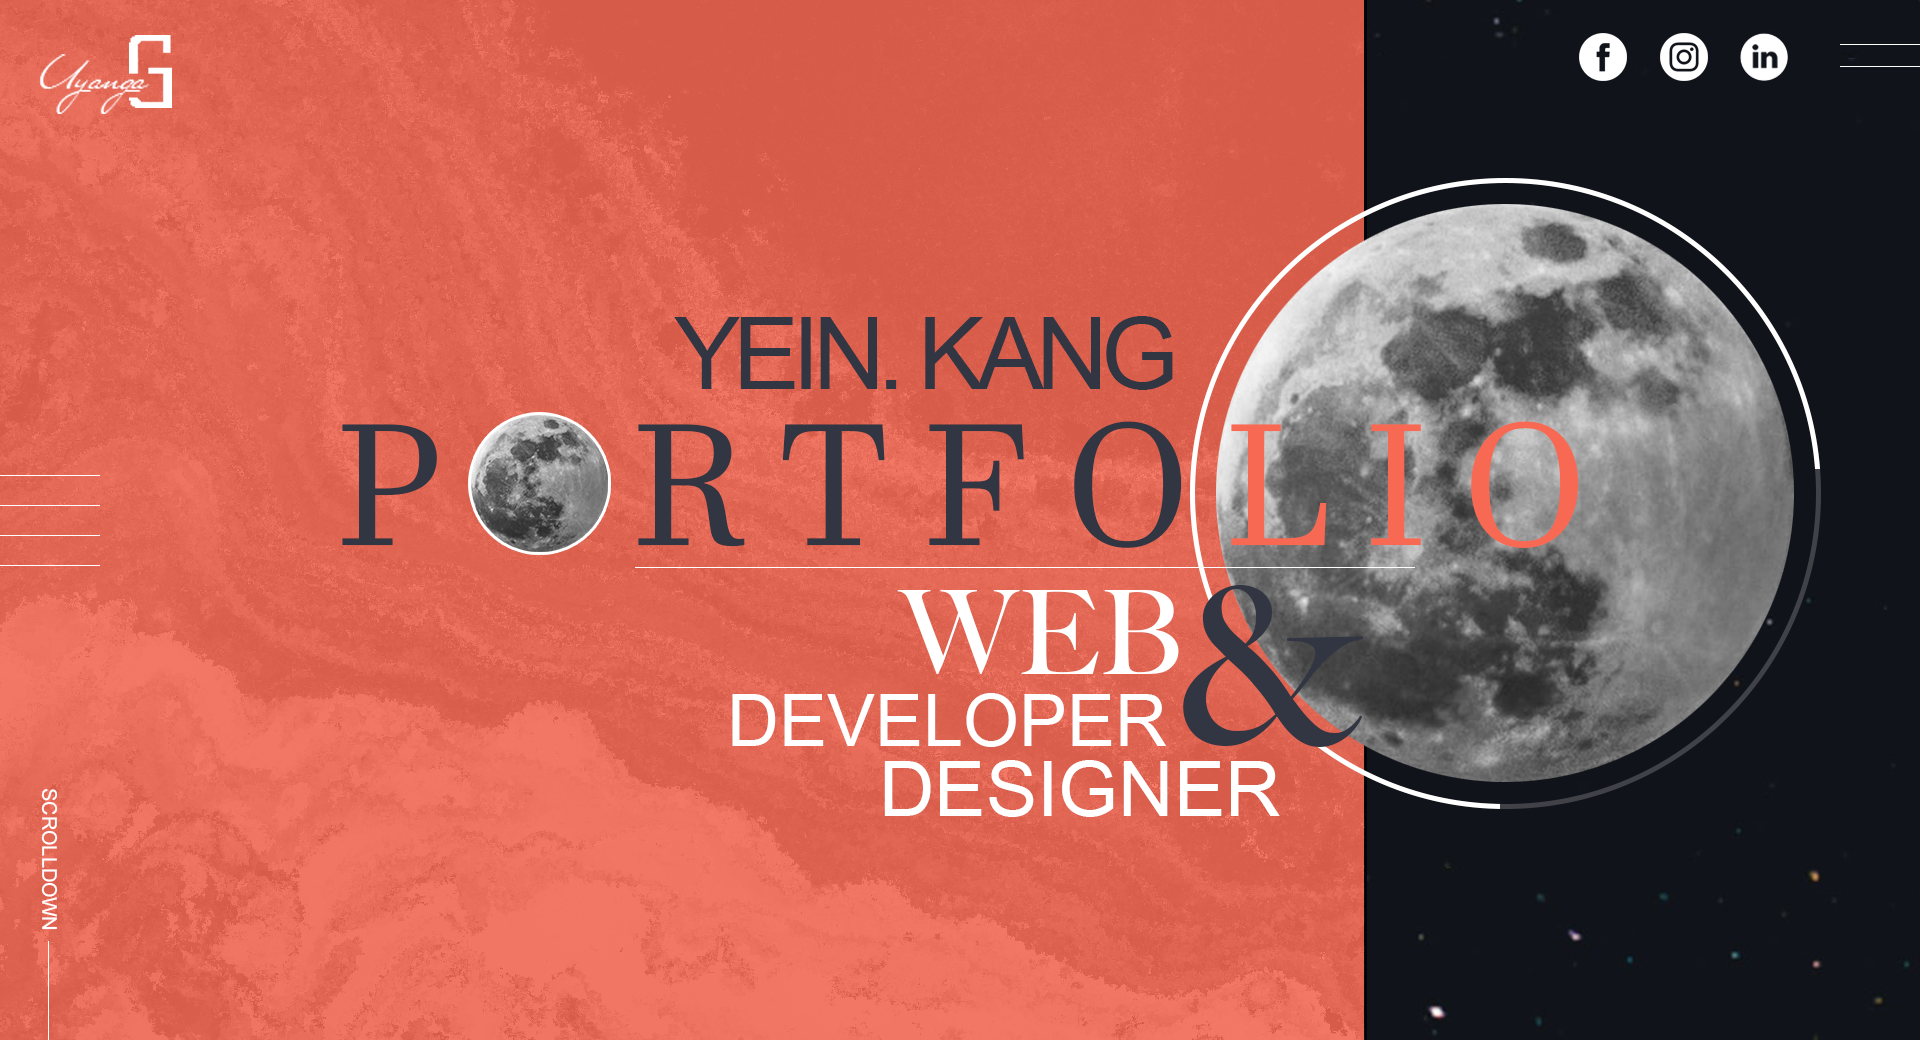 Uyanga
G
YEIN. KANG
PORTFOLIO
WEB &
DEVELOPER
DESIGNER
SCROLLDOWN